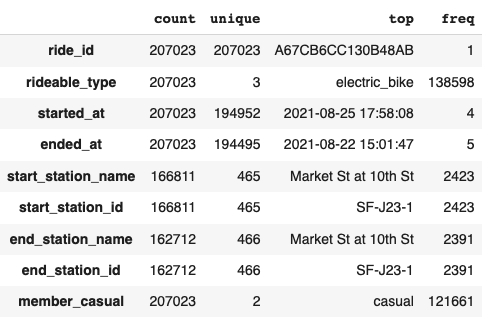 count unique top freq
ride_id 207023 207023 A67CB6CC130B48AB 1
rideable_type 207023 3 electric_bike 138598
started_at 207023 194952 2021-08-25 17:58:08 4
ended_at 207023 194495 2021-08-22 15:01:47 5
start_station_name 166811 465 Market St at 10th St 2423
start_station_id 166811 465 SF-J23-1 2423
end_station_name 162712 466 Market St at 10th St 2391
end_station_id 162712 466 SF-J23-1 2391
member_casual 207023 2 casual 121661